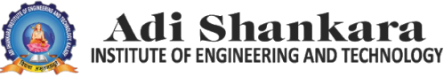 Adi Shankara
INSTITUTE OF ENGINEERING AND TECHNOLOGY